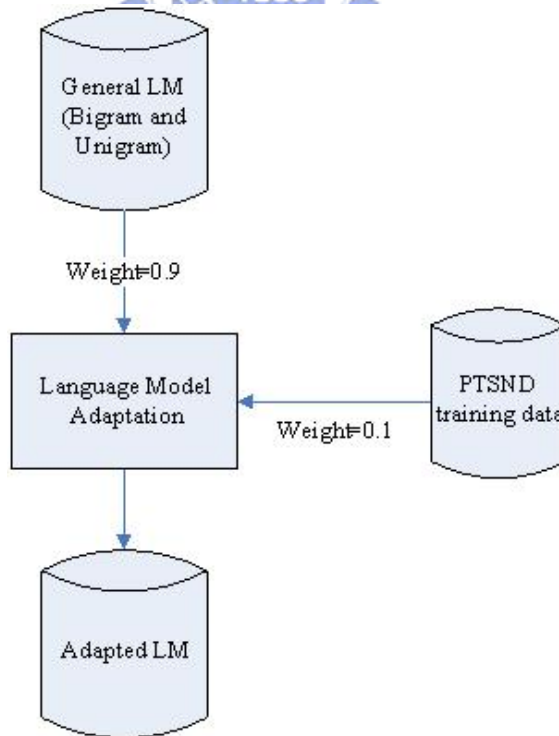 General LM
(Bigram and
Unigram)
Weight=0.9
Language Model
Adaptation
PTSND
training data
Weight=0.1
Adapted LM